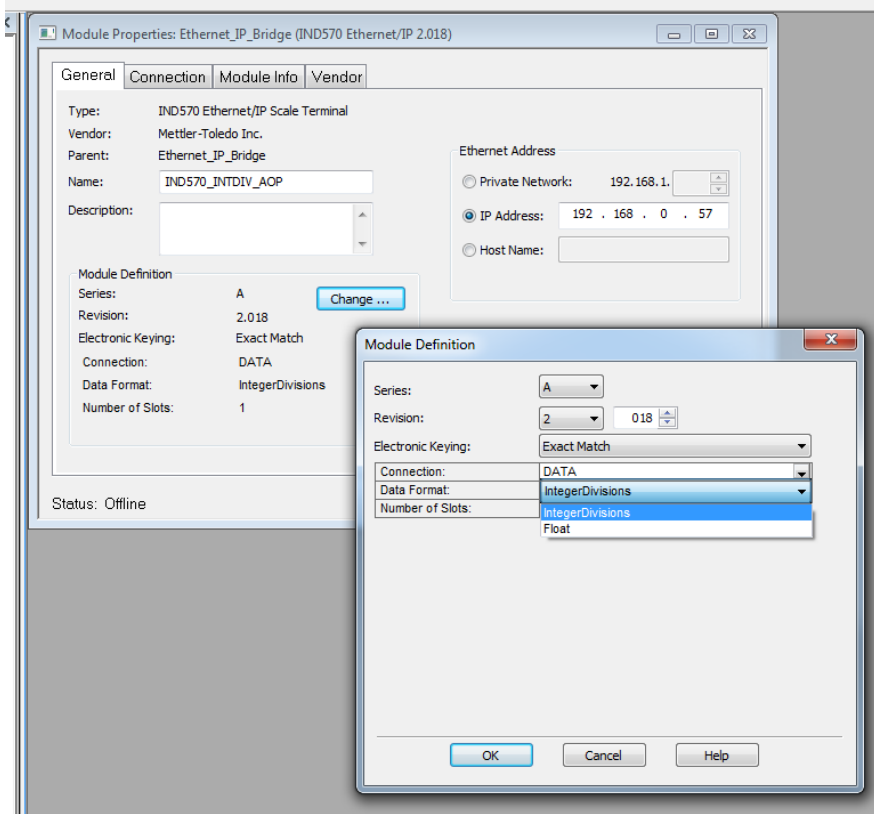 Module Properties: Ethernet_IP_Bridge (IND570 Ethernet/IP 2.018)
General Connection Module Info Vendor
Type: IND570 Ethernet/IP Scale Terminal
Vendor: Mettler-Toledo Inc.
Parent: Ethernet_IP_Bridge
Name: IND570_INTDIV_AOP
Description:
Ethernet Address
Private Network: 192.168.1.
IP Address: 192 . 168 . 0 . 57
Host Name:
Module Definition
Series: A
Change ...
Revision: 2.018
Electronic Keying: Exact Match
Connection: DATA
Data Format: IntegerDivisions
Number of Slots: 1
Status: Offline
Module Definition
Series: A
Revision: 2 018
Electronic Keying: Exact Match
Connection: DATA
Data Format: IntegerDivisions
Number of Slots: IntegerDivisions
Float
OK Cancel Help